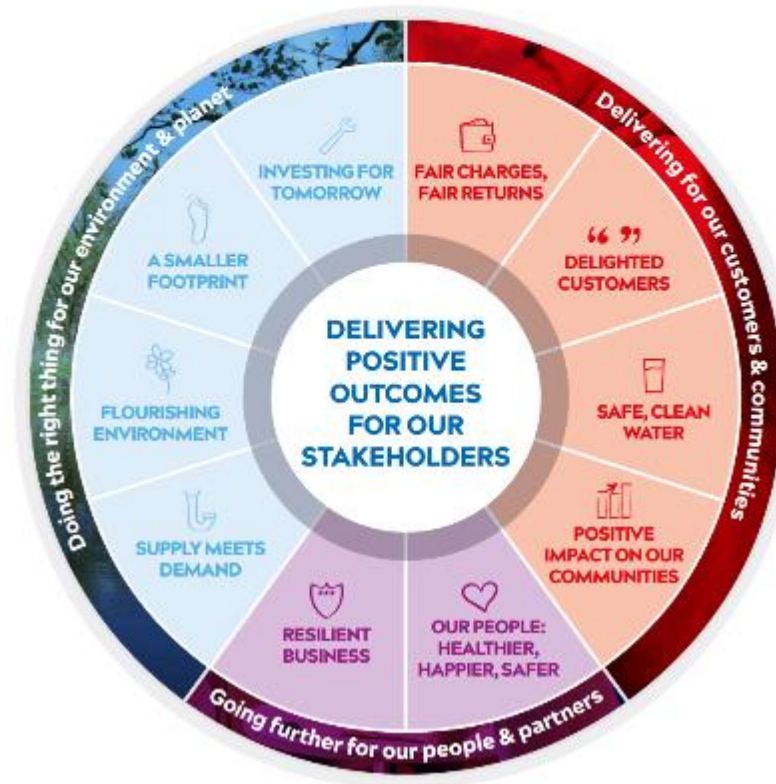 Doing the right thing for our environment & planet
Delivering for our customers & communities
Going further for our people & partners
INVESTING FOR
TOMORROW
FAIR CHARGES,
FAIR RETURNS
A SMALLER
FOOTPRINT
DELIGHTED
CUSTOMERS
FLOURISHING
ENVIRONMENT
DELIVERING
POSITIVE
OUTCOMES
FOR OUR
STAKEHOLDERS
SAFE, CLEAN
WATER
SUPPLY MEETS
DEMAND
POSITIVE
IMPACT ON OUR
COMMUNITIES
RESILIENT
BUSINESS
OUR PEOPLE:
HEALTHIER,
HAPPIER, SAFER